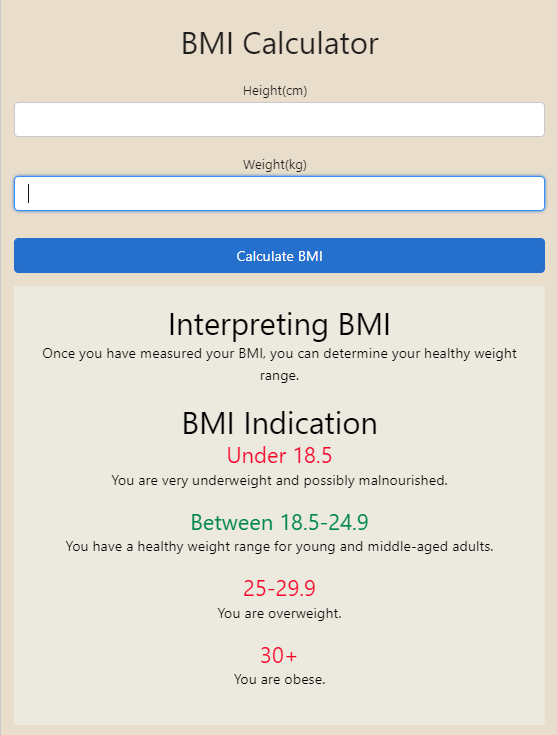 BMI Calculator
Height(cm)
Weight(kg)
Calculate BMI
Interpreting BMI
Once you have measured your BMI, you can determine your healthy weight
range.
BMI Indication
Under 18.5
You are very underweight and possibly malnourished.
Between 18.5-24.9
You have a healthy weight range for young and middle-aged adults.
25-29.9
You are overweight.
30+
You are obese.